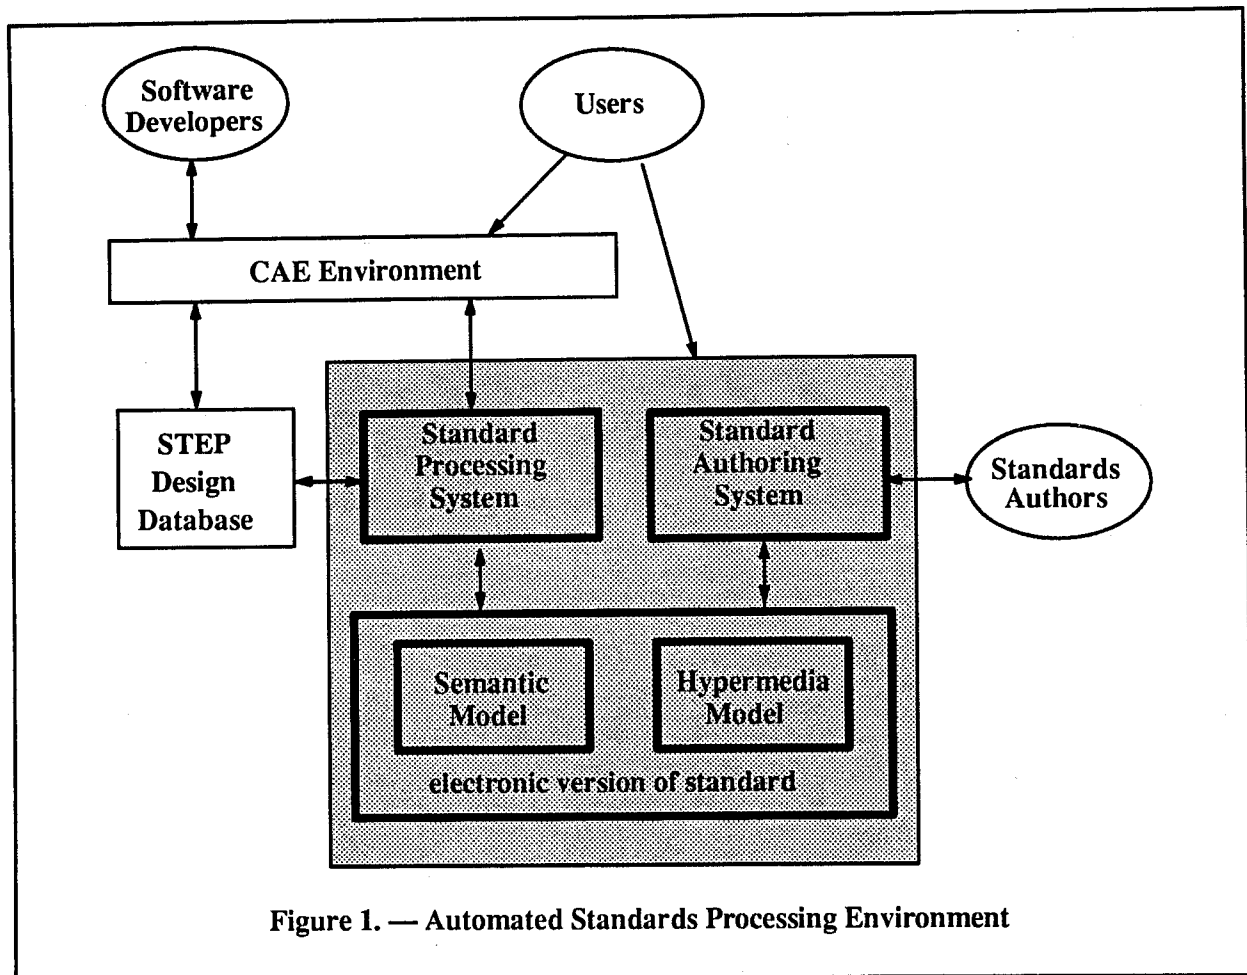 Software
Developers
Users
CAE Environment
STEP
Design
Database
Standard
Processing
System
Standard
Authoring
System
Standards
Authors
Semantic
Model
Hypermedia
Model
electronic version of standard
Figure 1. — Automated Standards Processing Environment